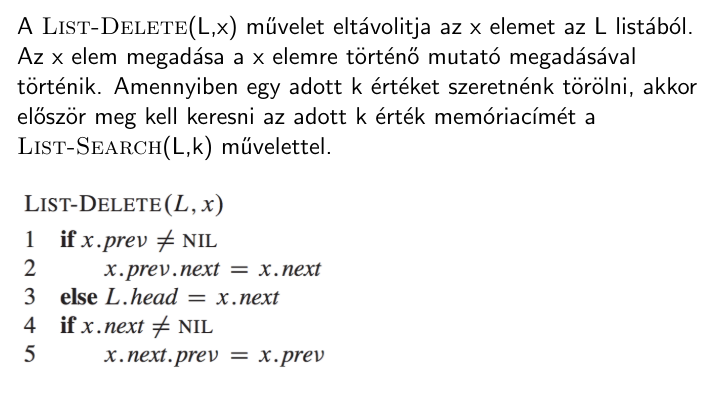 A LIST-DELETE(L,x) művelet eltávolitja az x elemet az L listából.
Az x elem megadása a x elemre történő mutató megadásával
történik. Amennyiben egy adott k értéket szeretnénk törölni, akkor
először meg kell keresni az adott k érték memóriacímét a
LIST-SEARCH(L,k) művelettel.
LIST-DELETE(L, x)
1 if x.prev ≠ NIL
2 x.prev.next = x.next
3 else L.head = x.next
4 if x.next ≠ NIL
5 x.next.prev = x.prev